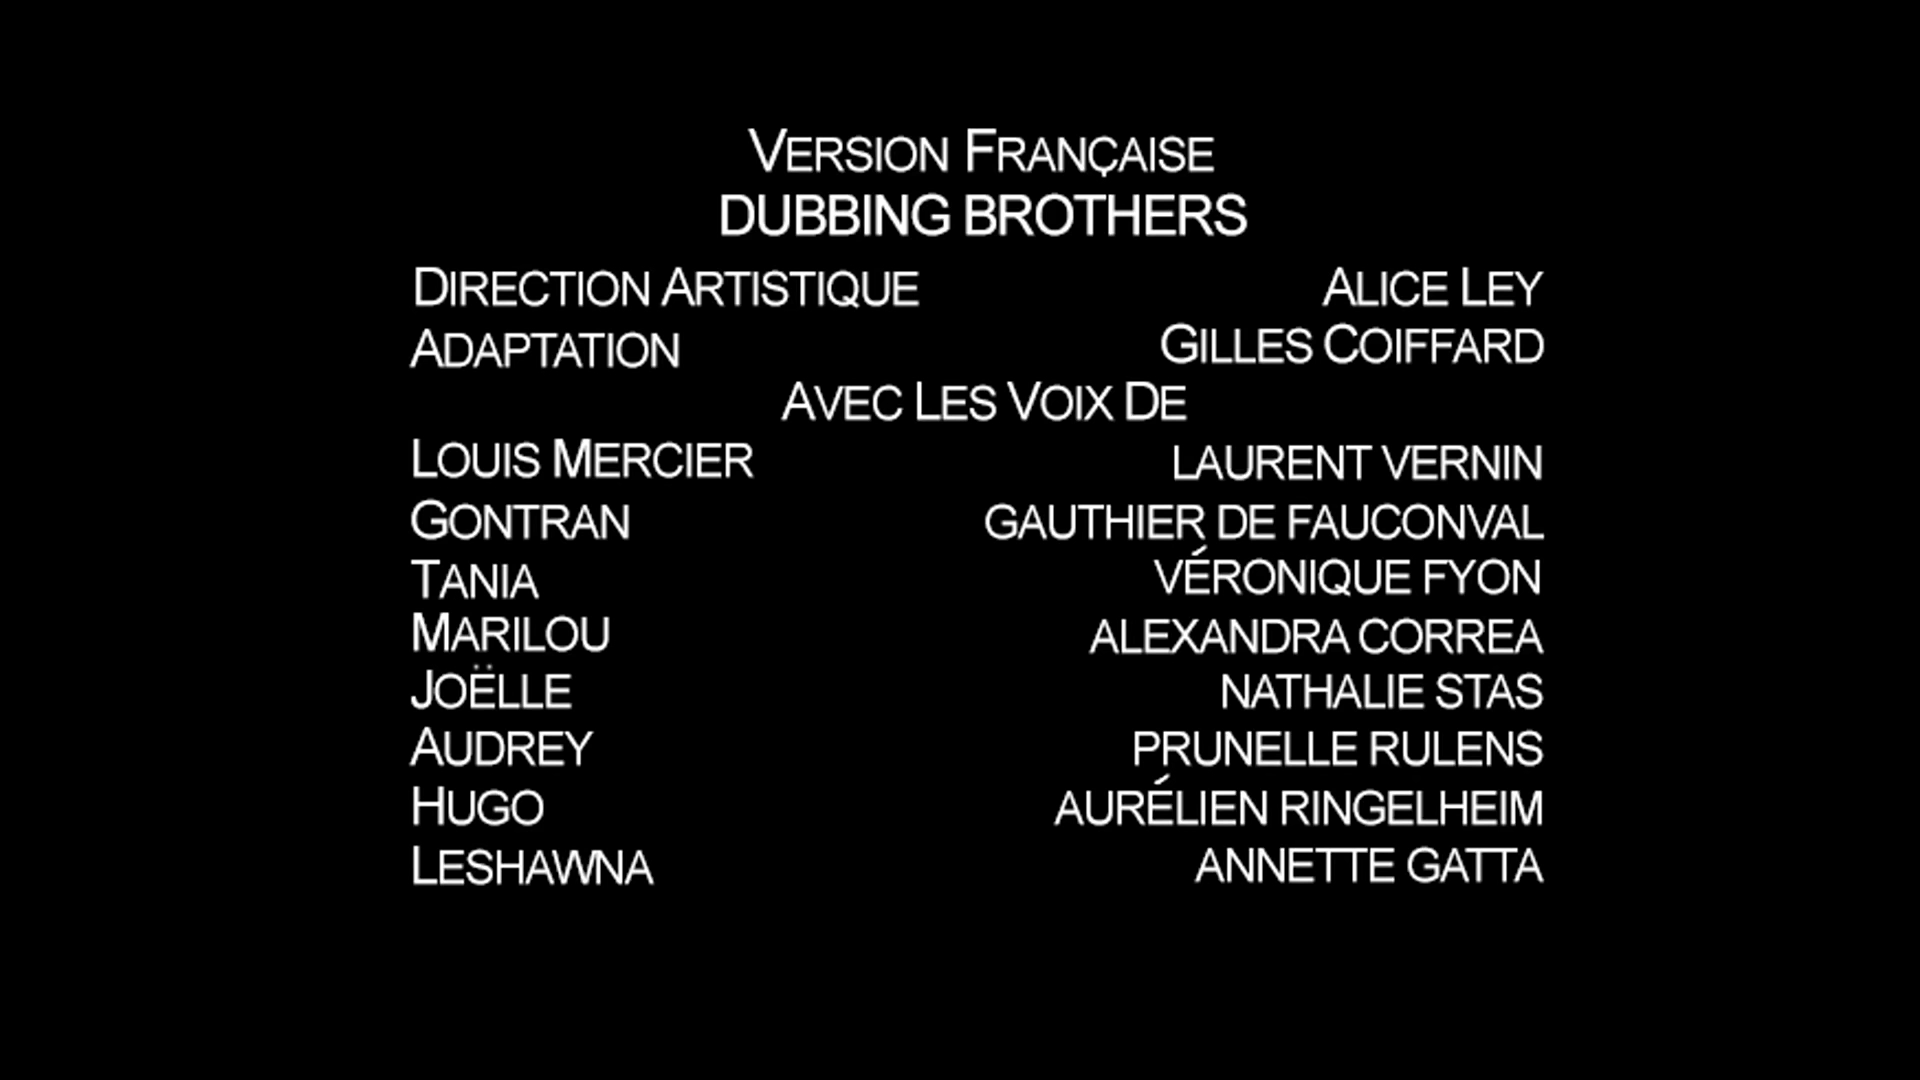 VERSION FRANÇAISE
DUBBING BROTHERS
DIRECTION ARTISTIQUE ALICE LEY
ADAPTATION GILLES COIFFARD
AVEC LES VOIX DE
LOUIS MERCIER LAURENT VERNIN
GONTRAN GAUTHIER DE FAUCONVAL
TANIA VÉRONIQUE FYON
MARILOU ALEXANDRA CORREA
JOËLLE NATHALIE STAS
AUDREY PRUNELLE RULENS
HUGO AURÉLIEN RINGELHEIM
LESHAWNA ANNETTE GATTA